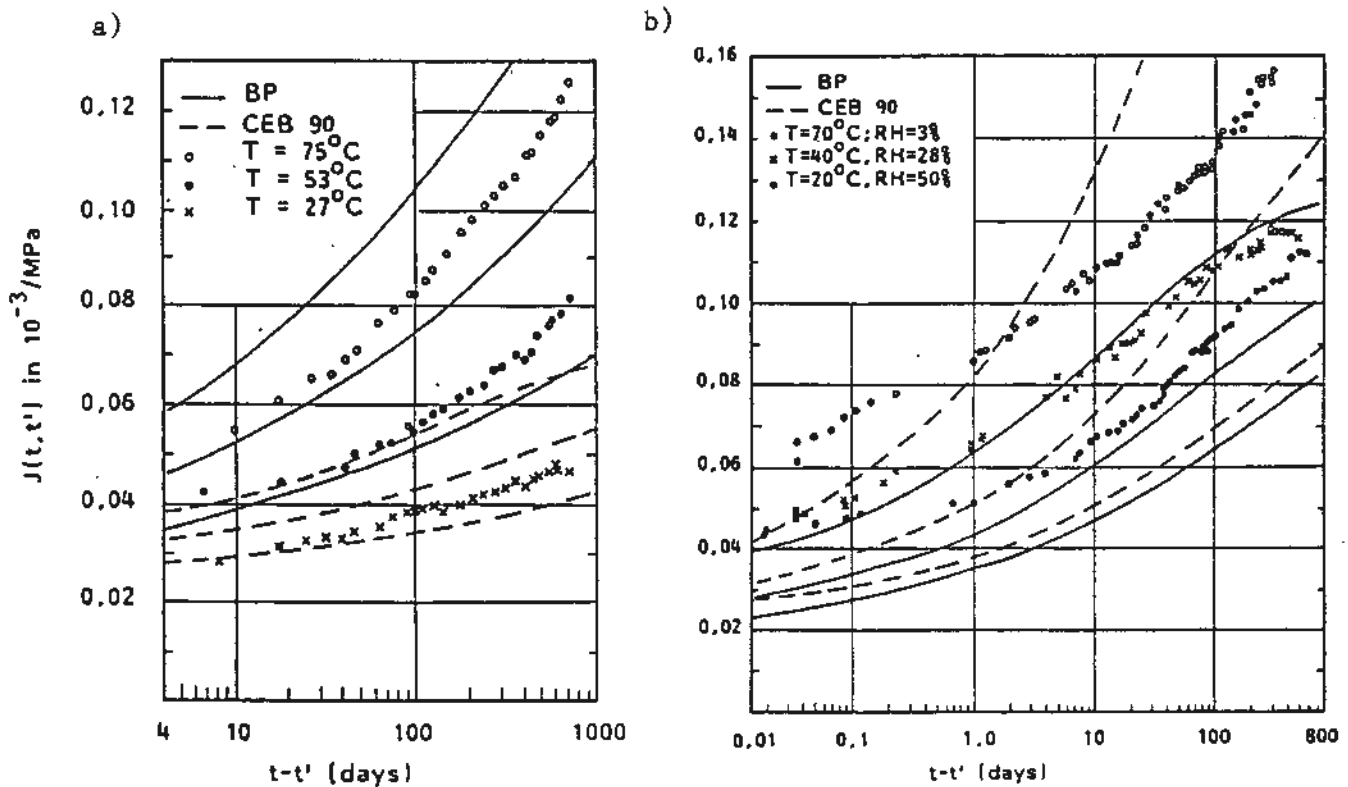 a)
J(t,t') in 10⁻³/MPa
0,12
0,10
0,08
0,06
0,04
0,02
BP
CEB 90
T = 75°C
T = 53°C
T = 27°C
4
10
100
1000
t-t' (days)
b)
0,16
0,14
0,12
0,10
0,08
0,06
0,04
0,02
BP
CEB 90
T=70°C; RH=3%
T=40°C, RH=28%
T=20°C, RH=50%
0.01
0,1
1.0
10
100
800
t-t' (days)